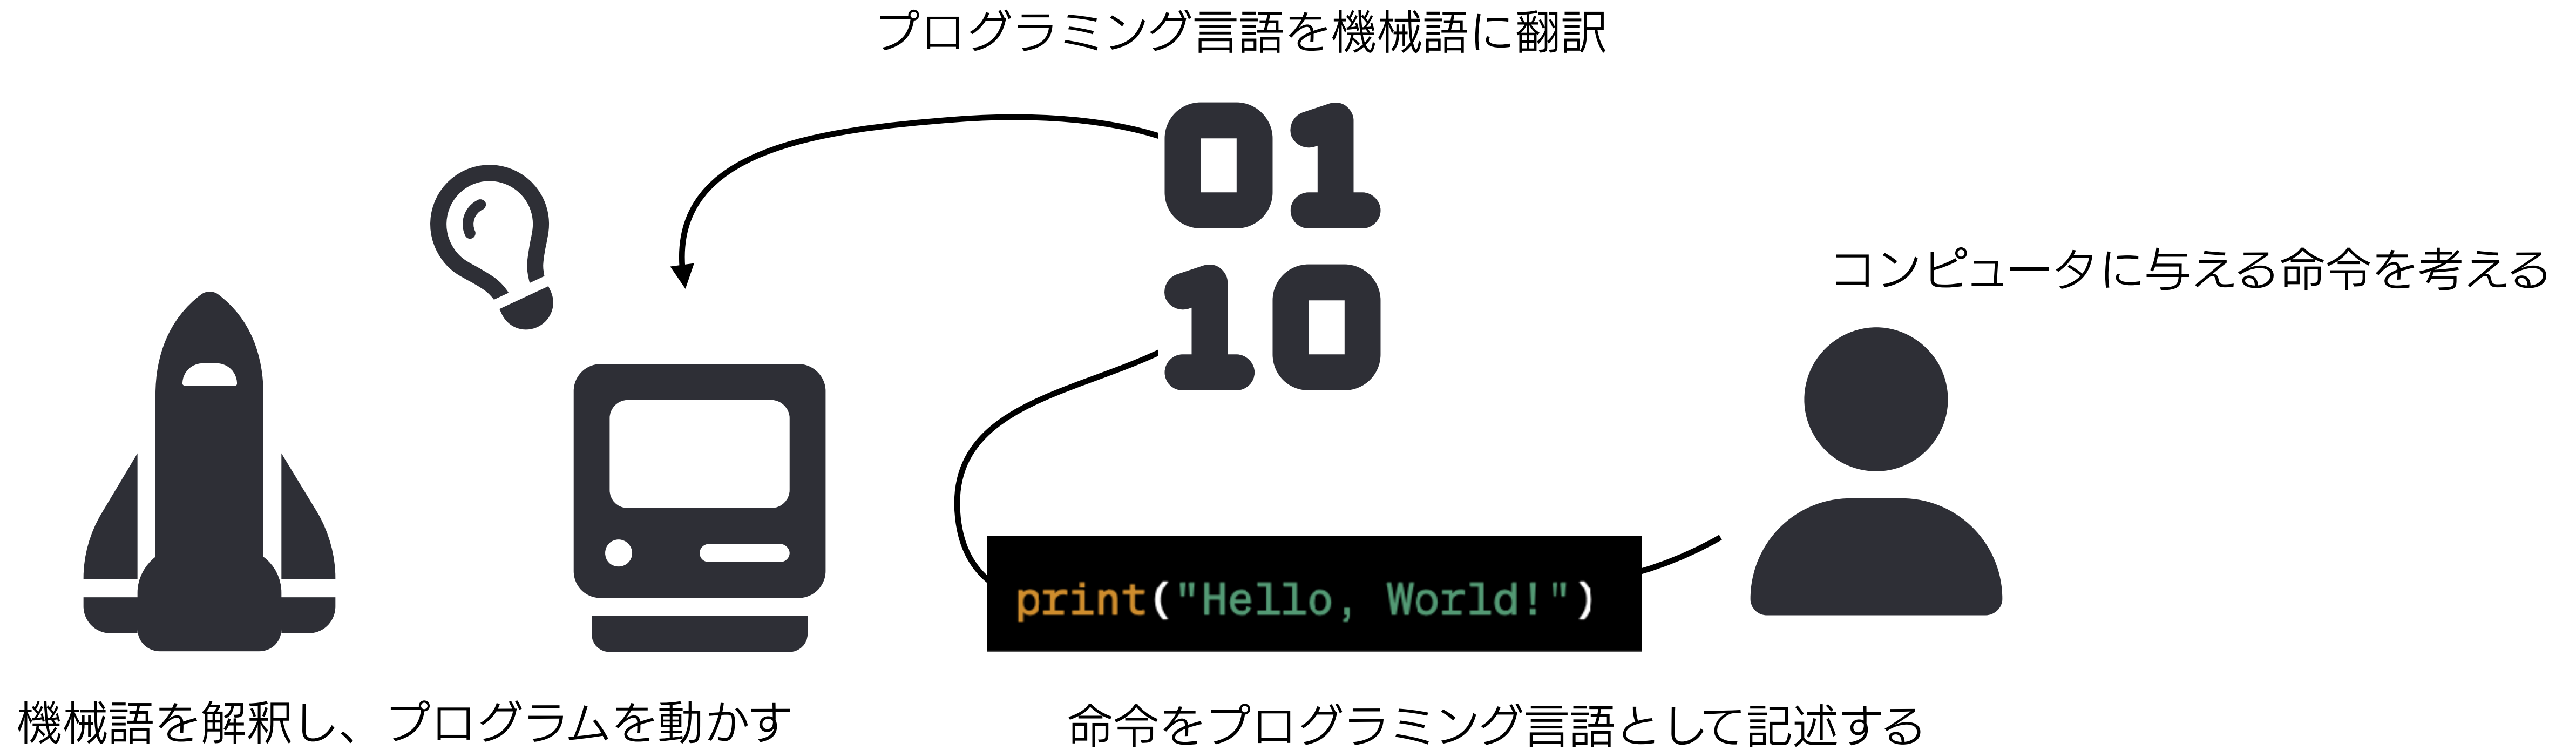 プログラミング言語を機械語に翻訳
01
10
コンピュータに与える命令を考える
print("Hello, World!")
機械語を解釈し、プログラムを動かす
命令をプログラミング言語として記述する